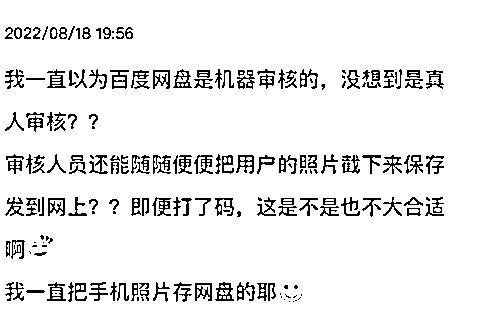 2022/08/18 19:56
我一直以为百度网盘是机器审核的，没想到是真
人审核？？
审核人员还能随随便便把用户的照片截下来保存
发到网上？？即便打了码，这是不是也不大合适
啊
我一直把手机照片存网盘的耶